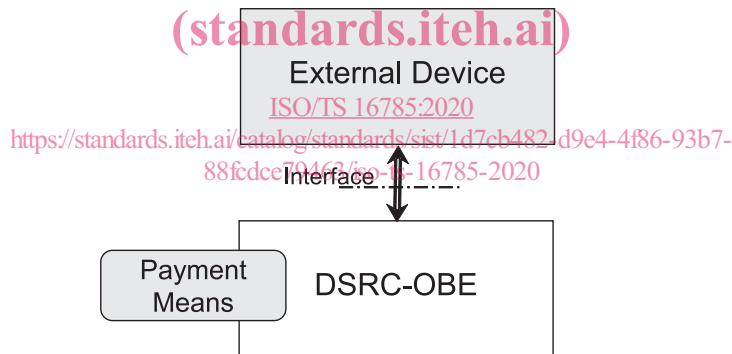 (standards.iteh.ai)
External Device
ISO/TS 16785:2020
https://standards.iteh.ai/catalog/standards/sist/1d7cb482-d9e4-4f86-93b7-
88fcdce79463/iso-ts-16785-2020
Interface
Payment
Means
DSRC-OBE